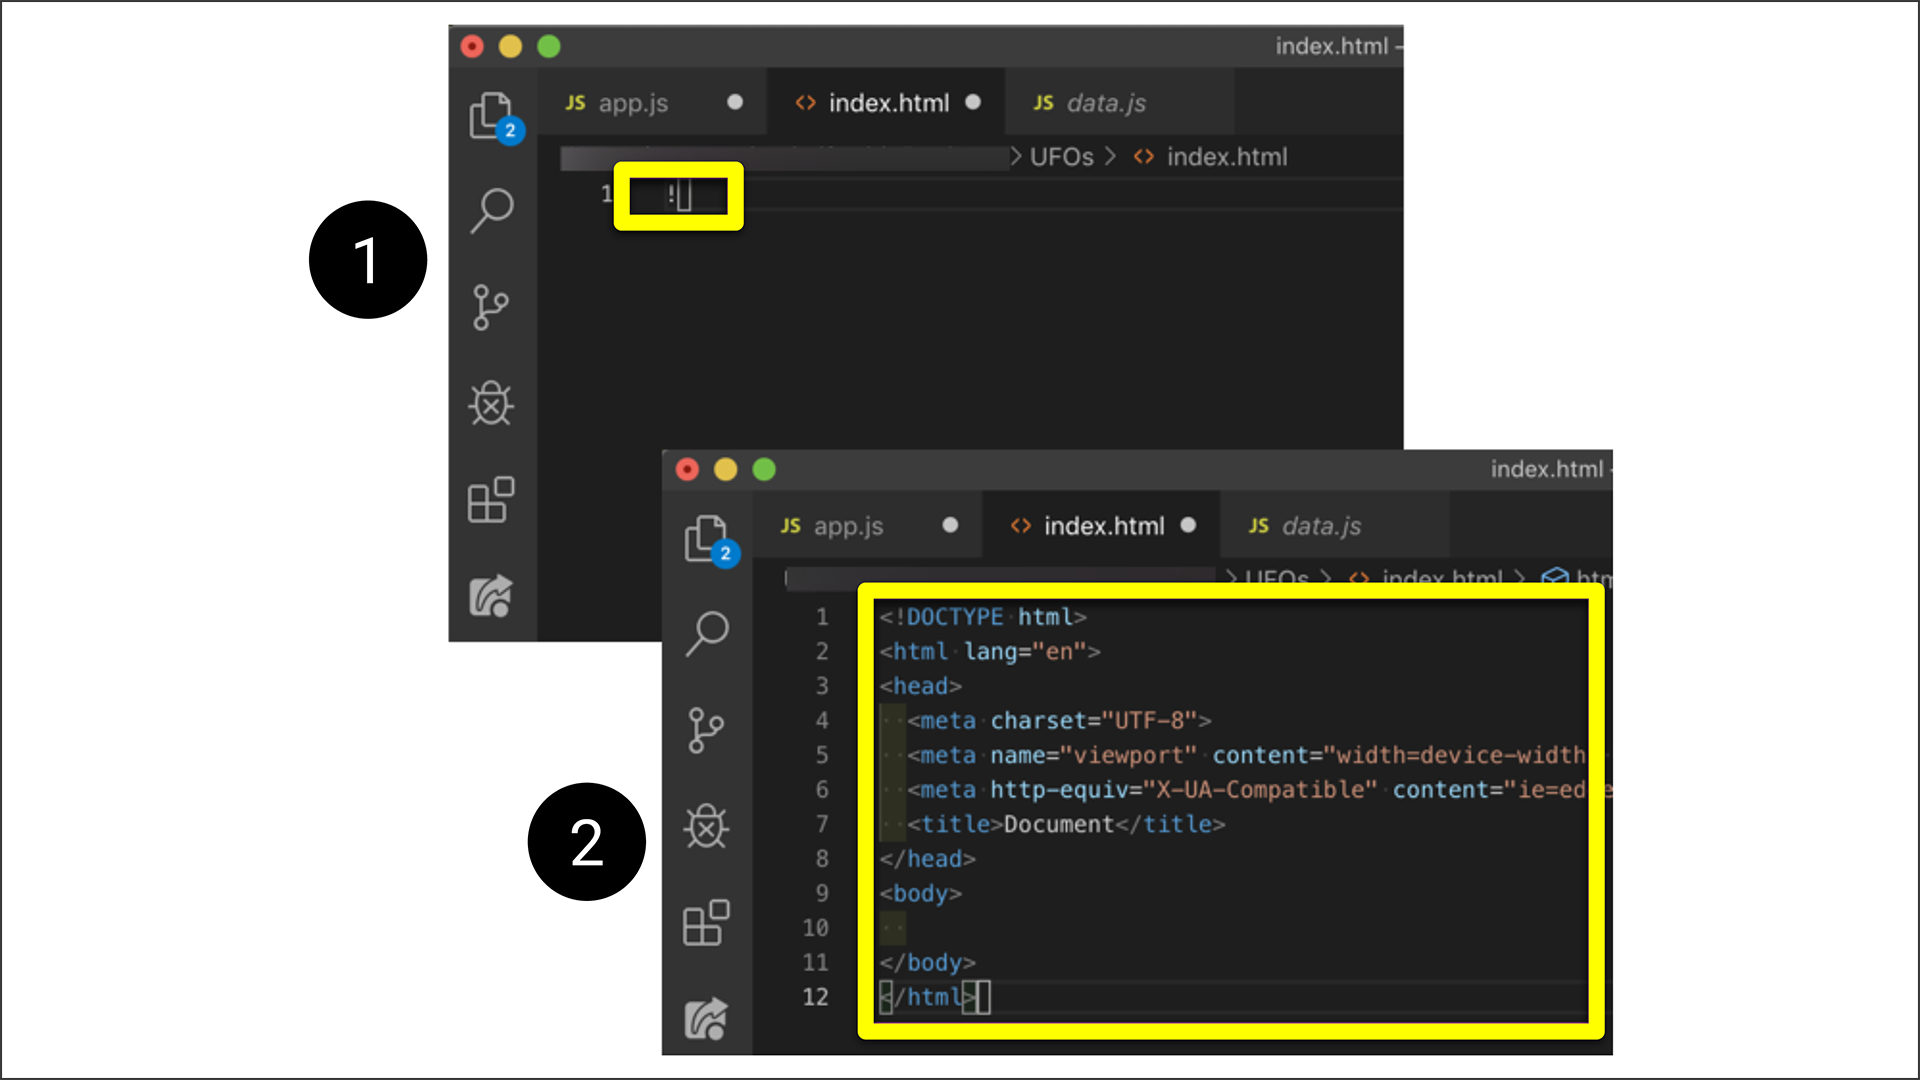 index.html –
JS app.js
<> index.html
JS data.js
2
> UFOs > <> index.html
1 !
1
index.html -
JS app.js
<> index.html
JS data.js
2
> UFOs > <> index.html > htm
1 <!DOCTYPE html>
2 <html lang="en">
3 <head>
4 <meta charset="UTF-8">
5 <meta name="viewport" content="width=device-width
6 <meta http-equiv="X-UA-Compatible" content="ie=edge
7 <title>Document</title>
8 </head>
9 <body>
10
11 </body>
12 </html>
2